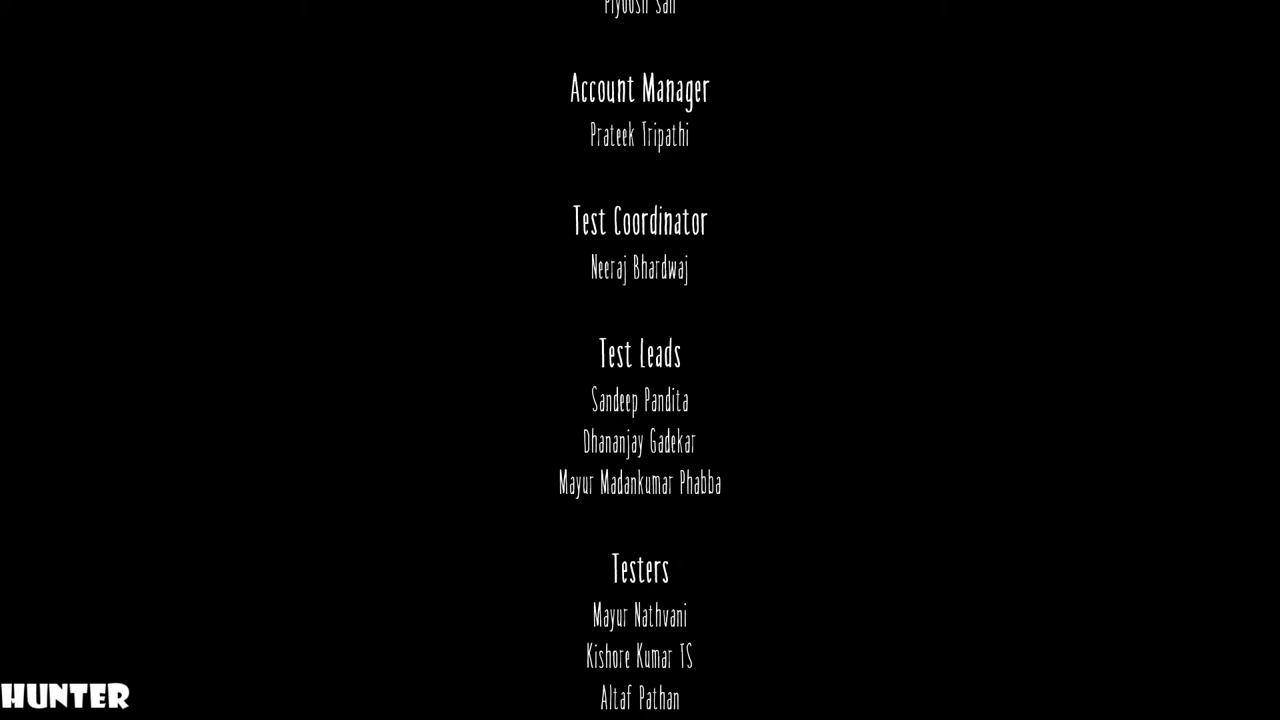 Account Manager
Prateek Tripathi
Test Coordinator
Neeraj Bhardwaj
Test Leads
Sandeep Pandita
Dhananjay Gadekar
Mayur Madankumar Phabba
Testers
Mayur Nathvani
Kishore Kumar TS
Altaf Pathan
HUNTER